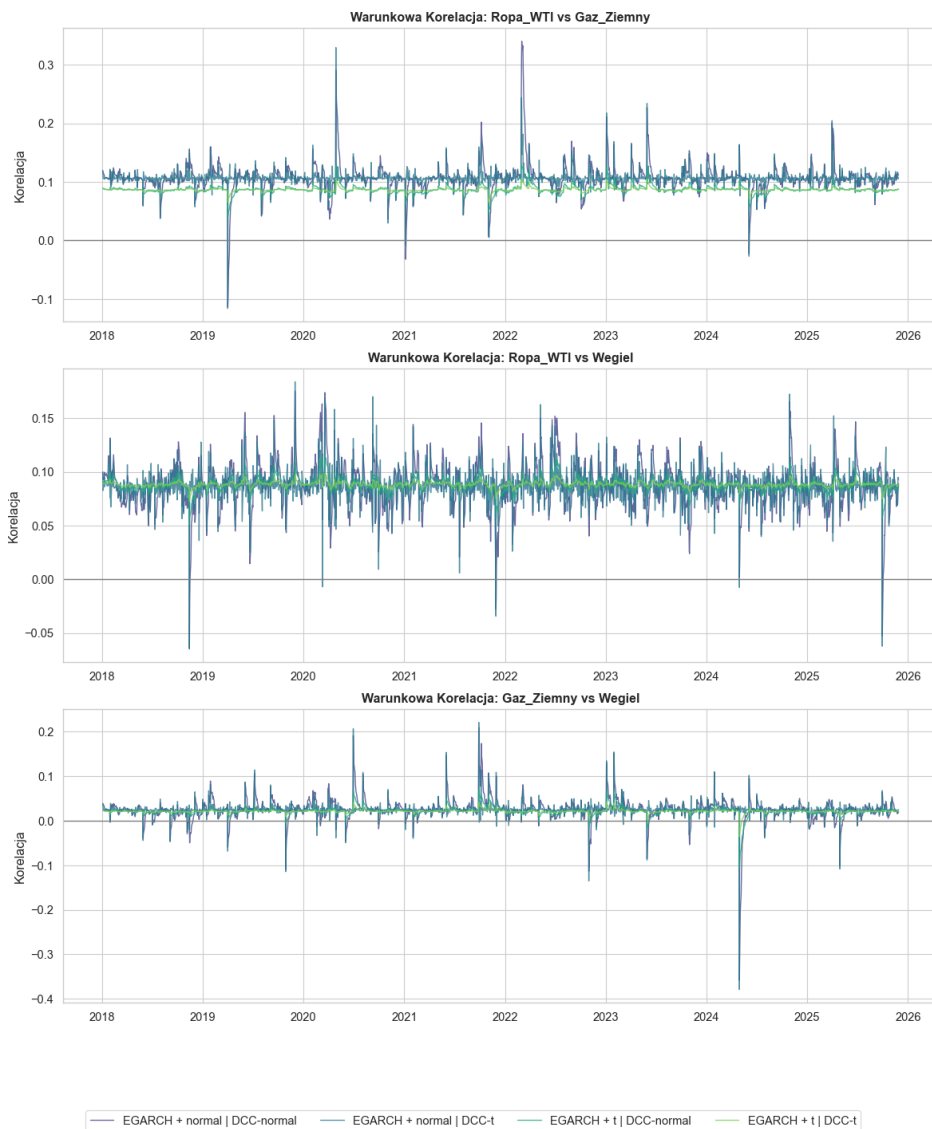 Warunkowa Korelacja: Ropa_WTI vs Gaz_Ziemny
Korelacja
0.3
0.2
0.1
0.0
−0.1
2018 2019 2020 2021 2022 2023 2024 2025 2026
Warunkowa Korelacja: Ropa_WTI vs Wegiel
Korelacja
0.15
0.10
0.05
0.00
−0.05
2018 2019 2020 2021 2022 2023 2024 2025 2026
Warunkowa Korelacja: Gaz_Ziemny vs Wegiel
Korelacja
0.2
0.1
0.0
−0.1
−0.2
−0.3
−0.4
2018 2019 2020 2021 2022 2023 2024 2025 2026
EGARCH + normal | DCC-normal EGARCH + normal | DCC-t EGARCH + t | DCC-normal EGARCH + t | DCC-t